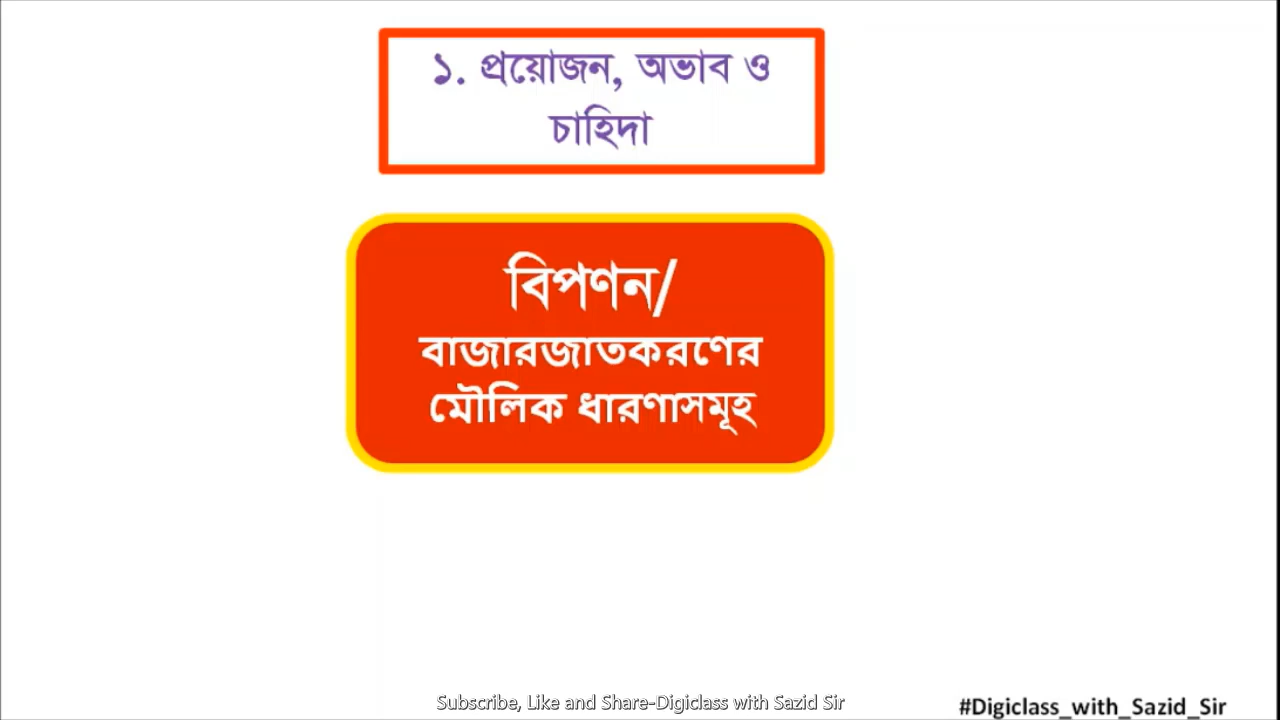 ১. প্রয়োজন, অভাব ও
চাহিদা
বিপণন/
বাজারজাতকরণের
মৌলিক ধারণাসমূহ
Subscribe, Like and Share-Digiclass with Sazid Sir
#Digiclass_with_Sazid_Sir